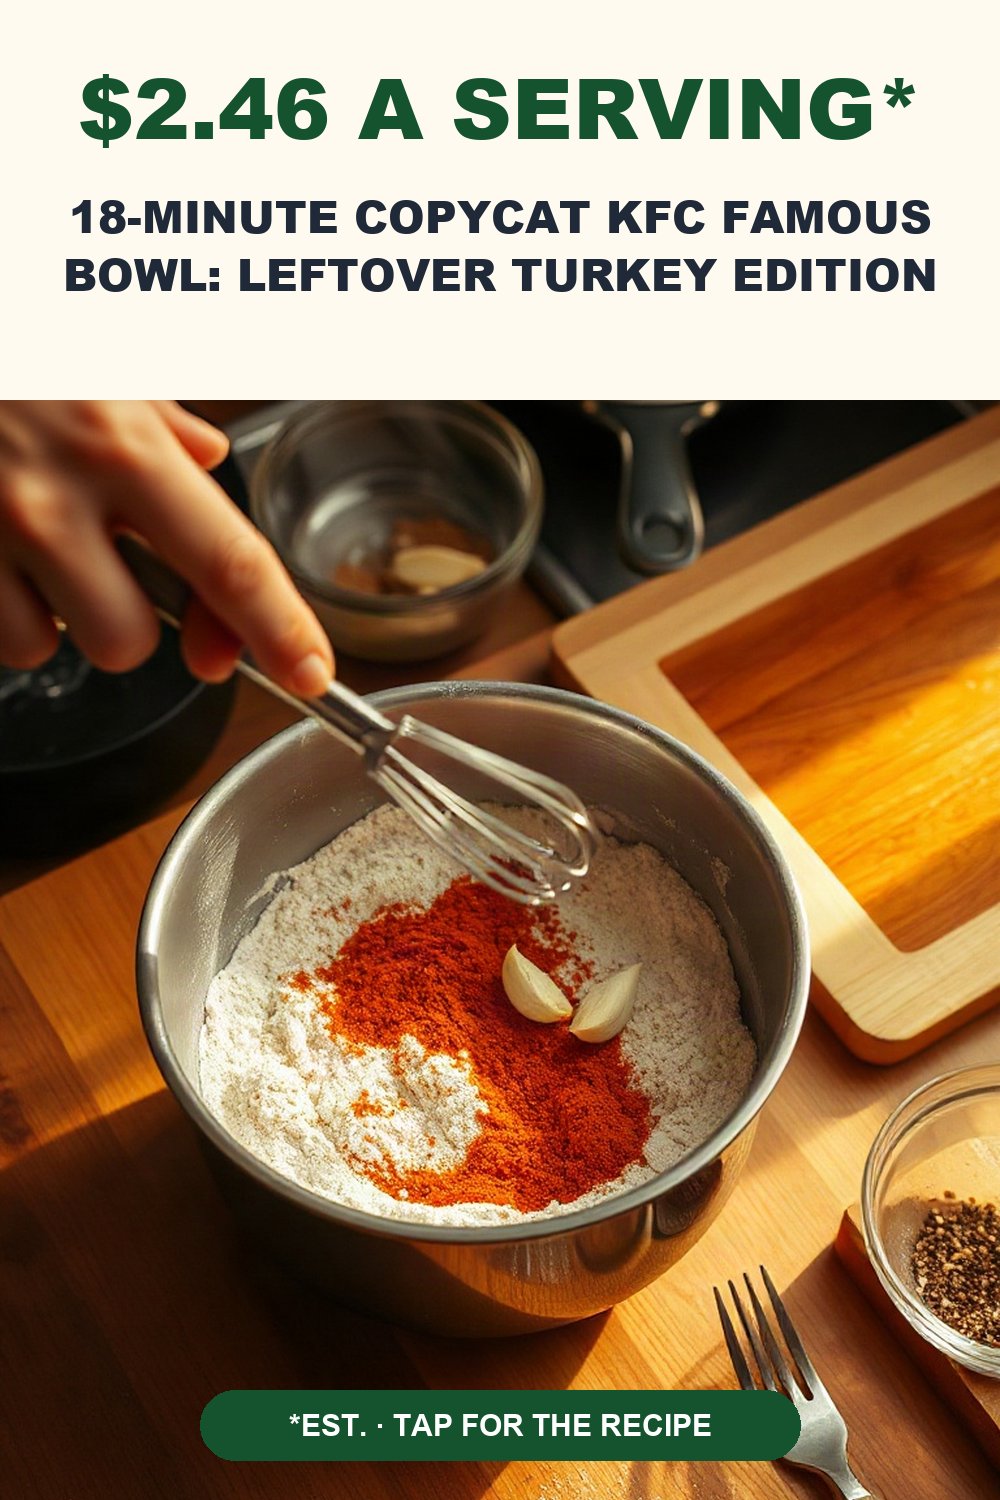 $2.46 A SERVING*
18-MINUTE COPYCAT KFC FAMOUS
BOWL: LEFTOVER TURKEY EDITION
*EST. · TAP FOR THE RECIPE